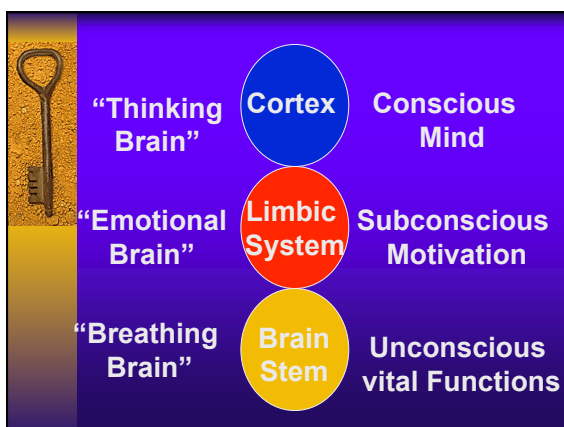 “Thinking
Brain”
Cortex
Conscious
Mind
“Emotional
Brain”
Limbic
System
Subconscious
Motivation
“Breathing
Brain”
Brain
Stem
Unconscious
vital Functions